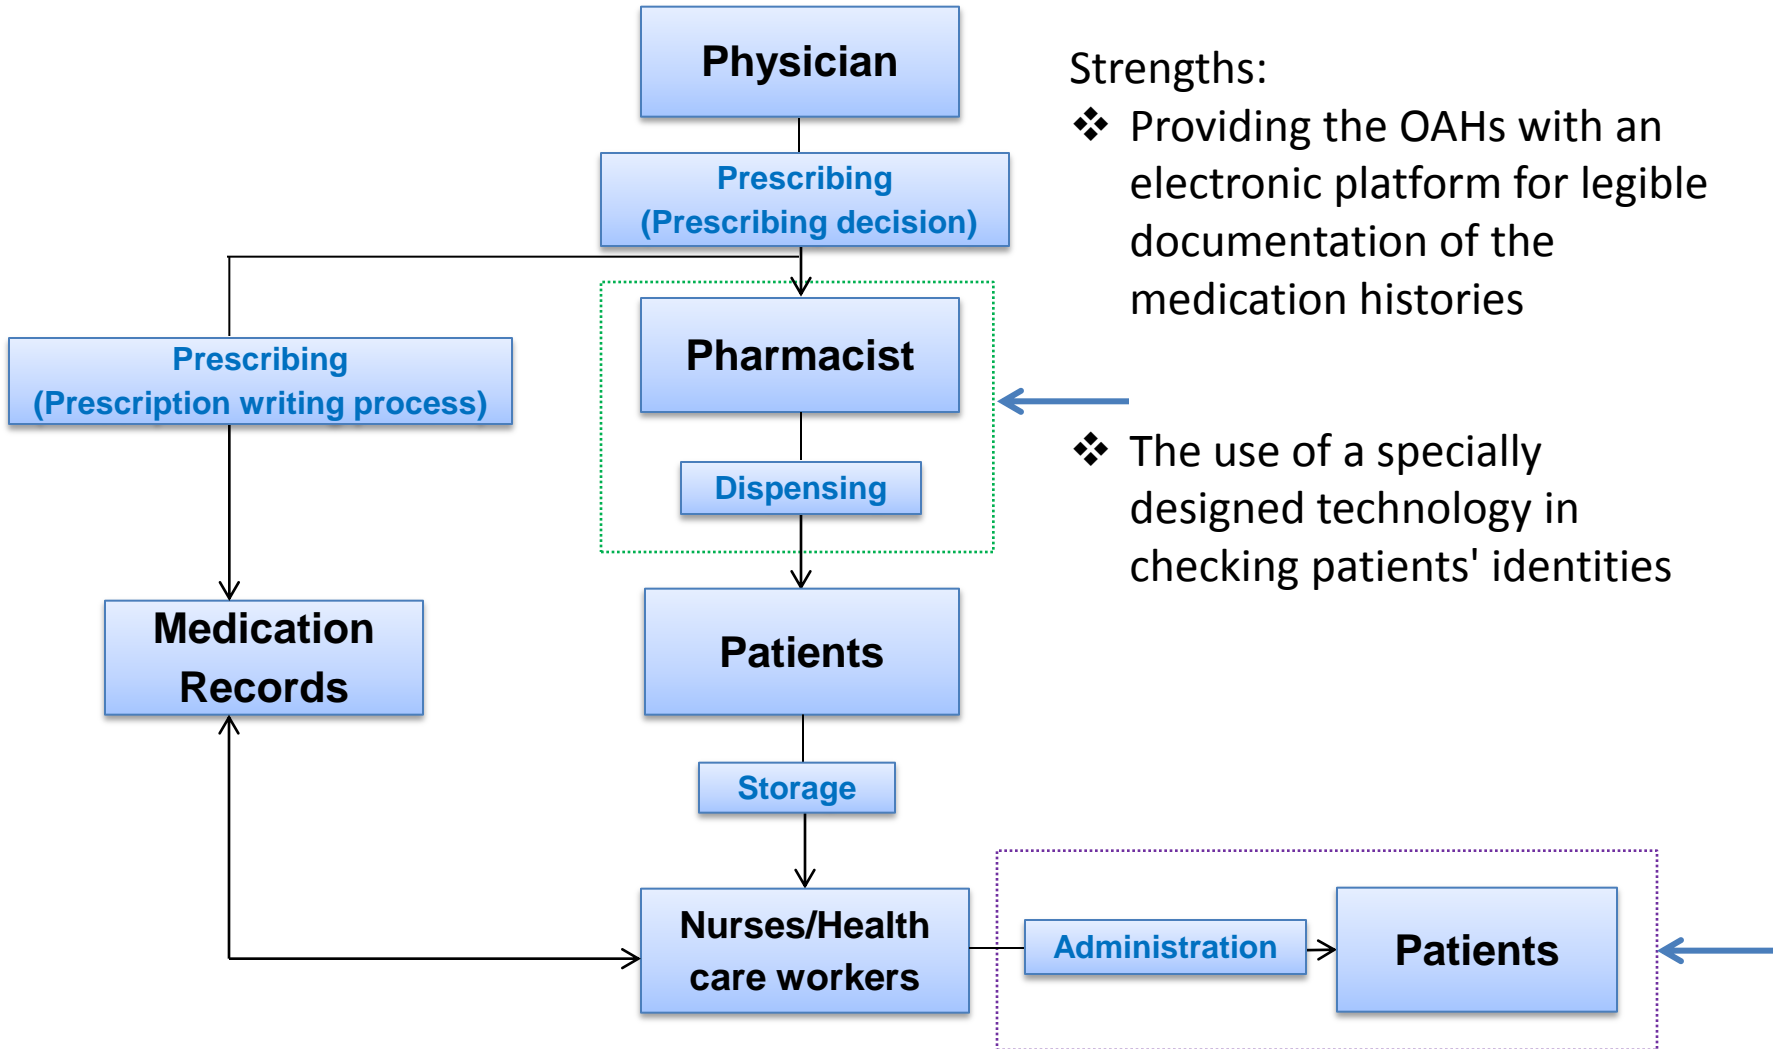 Physician
Prescribing
(Prescribing decision)
Strengths:
❖ Providing the OAHs with an
electronic platform for legible
documentation of the
medication histories
Prescribing
(Prescription writing process)
Pharmacist
Dispensing
❖ The use of a specially
designed technology in
checking patients' identities
Medication
Records
Patients
Storage
Nurses/Health
care workers
Administration
Patients